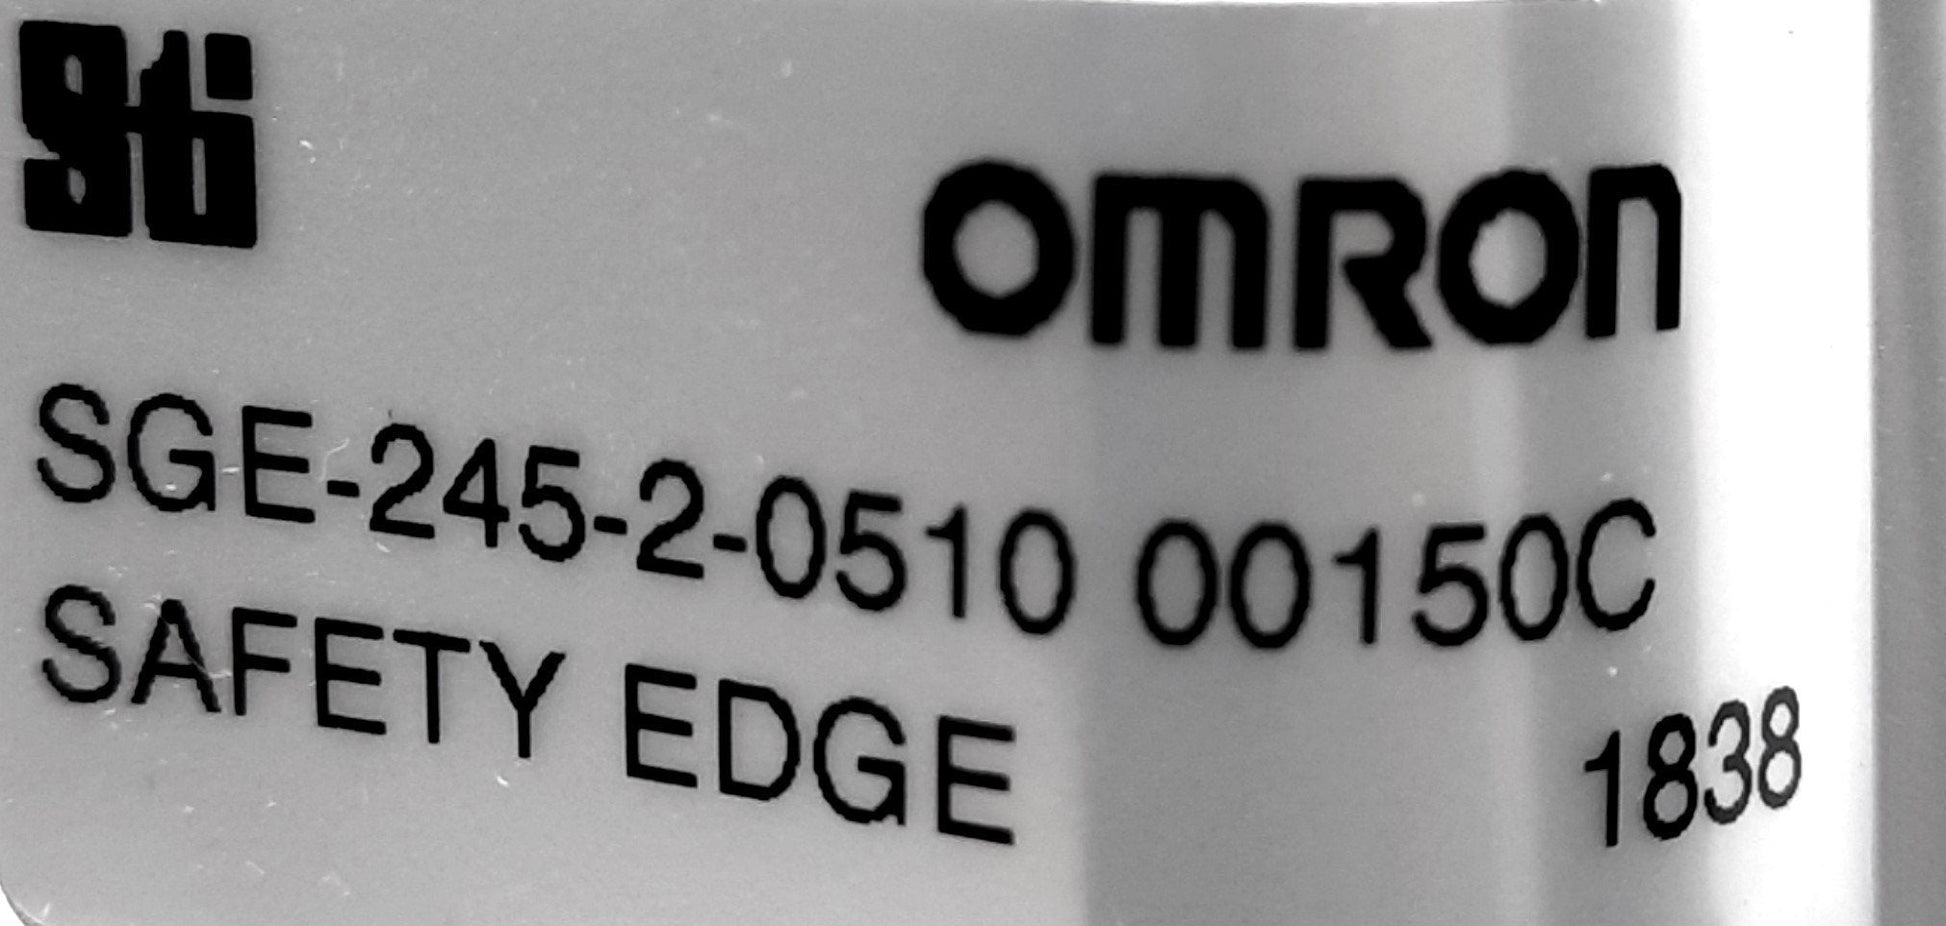 sti
OMRON
SGE-245-2-0510 00150C
SAFETY EDGE
1838